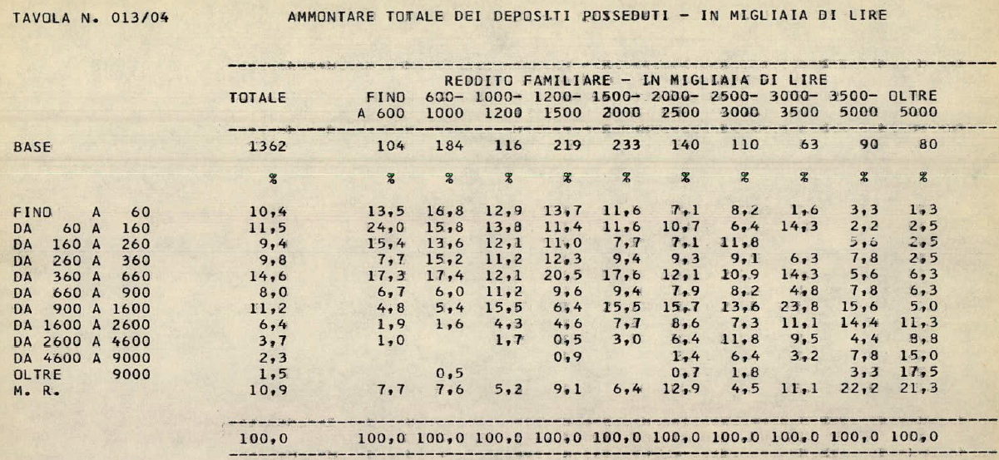 TAVOLA N. 013/04 AMMONTARE TOTALE DEI DEPOSITI POSSEDUTI - IN MIGLIAIA DI LIRE
REDDITO FAMILIARE - IN MIGLIAIA DI LIRE
TOTALE FINO 600- 1000- 1200- 1500- 2000- 2500- 3000- 3500- OLTRE
A 600 1000 1200 1500 2000 2500 3000 3500 5000 5000
BASE 1362 104 184 116 219 233 140 110 63 90 80
% % % % % % % % % % %
FINO A 60 10,4 13,5 16,8 12,9 13,7 11,6 7,1 8,2 1,6 3,3 1,3
DA 60 A 160 11,5 24,0 15,8 13,8 11,4 11,6 10,7 6,4 14,3 2,2 2,5
DA 160 A 260 9,4 15,4 13,6 12,1 11,0 7,7 7,1 11,8 5,6 2,5
DA 260 A 360 9,8 7,7 15,2 11,2 12,3 9,4 9,3 9,1 6,3 7,8 2,5
DA 360 A 660 14,6 17,3 17,4 12,1 20,5 17,6 12,1 10,9 14,3 5,6 6,3
DA 660 A 900 8,0 6,7 6,0 11,2 9,6 9,4 7,9 8,2 4,8 7,8 6,3
DA 900 A 1600 11,2 4,8 5,4 15,5 6,4 15,5 15,7 13,6 23,8 15,6 5,0
DA 1600 A 2600 6,4 1,9 1,6 4,3 4,6 7,7 8,6 7,3 11,1 14,4 11,3
DA 2600 A 4600 3,7 1,0 1,7 0,5 3,0 6,4 11,8 9,5 4,4 8,8
DA 4600 A 9000 2,3 0,9 1,4 6,4 3,2 7,8 15,0
OLTRE 9000 1,5 0,5 0,7 1,8 3,3 17,5
M. R. 10,9 7,7 7,6 5,2 9,1 6,4 12,9 4,5 11,1 22,2 21,3
100,0 100,0 100,0 100,0 100,0 100,0 100,0 100,0 100,0 100,0 100,0